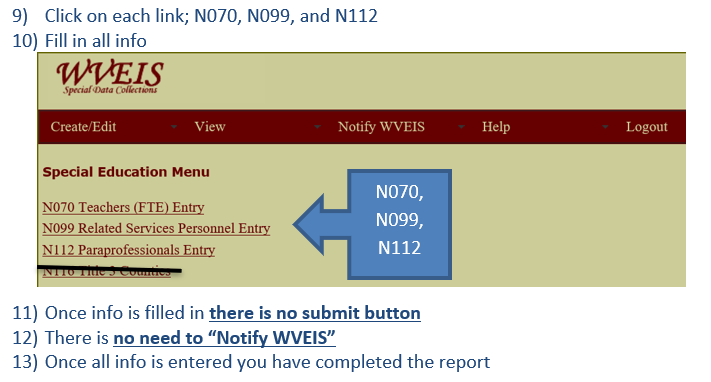 9) Click on each link; N070, N099, and N112
10) Fill in all info
WVEIS
Special Data Collections
Create/Edit View Notify WVEIS Help Logout
Special Education Menu
N070 Teachers (FTE) Entry
N099 Related Services Personnel Entry
N112 Paraprofessionals Entry
N116 Title 5 Counties
N070,
N099,
N112
11) Once info is filled in there is no submit button
12) There is no need to “Notify WVEIS”
13) Once all info is entered you have completed the report